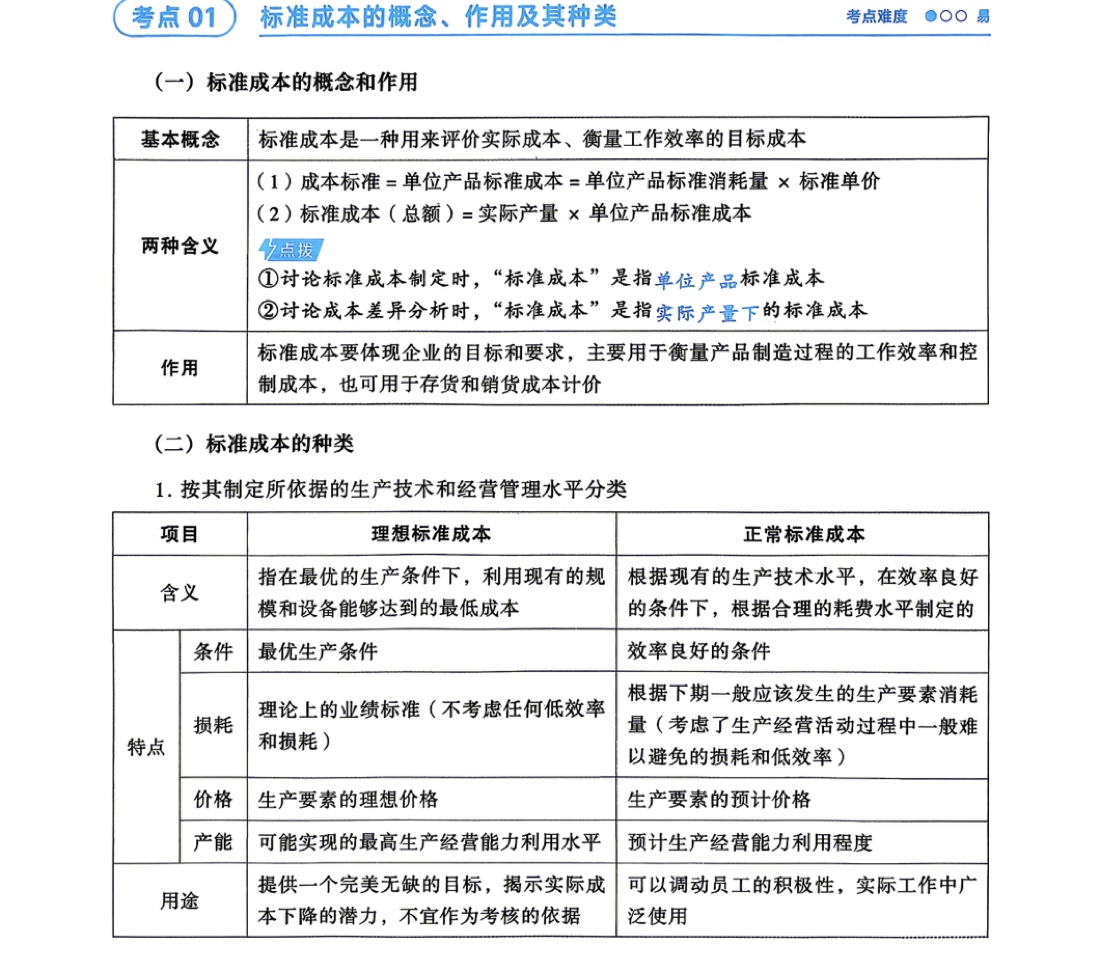 考点 01
标准成本的概念、作用及其种类
考点难度 ●○○ 易
（一）标准成本的概念和作用
基本概念
标准成本是一种用来评价实际成本、衡量工作效率的目标成本
两种含义
（1）成本标准 = 单位产品标准成本 = 单位产品标准消耗量 × 标准单价
（2）标准成本（总额）= 实际产量 × 单位产品标准成本
点拨
①讨论标准成本制定时，“标准成本”是指单位产品标准成本
②讨论成本差异分析时，“标准成本”是指实际产量下的标准成本
作用
标准成本要体现企业的目标和要求，主要用于衡量产品制造过程的工作效率和控
制成本，也可用于存货和销货成本计价
（二）标准成本的种类
1. 按其制定所依据的生产技术和经营管理水平分类
项目
理想标准成本
正常标准成本
含义
指在最优的生产条件下，利用现有的规
模和设备能够达到的最低成本
根据现有的生产技术水平，在效率良好
的条件下，根据合理的耗费水平制定的
特点
条件
最优生产条件
效率良好的条件
损耗
理论上的业绩标准（不考虑任何低效率
和损耗）
根据下期一般应该发生的生产要素消耗
量（考虑了生产经营活动过程中一般难
以避免的损耗和低效率）
价格
生产要素的理想价格
生产要素的预计价格
产能
可能实现的最高生产经营能力利用水平
预计生产经营能力利用程度
用途
提供一个完美无缺的目标，揭示实际成
本下降的潜力，不宜作为考核的依据
可以调动员工的积极性，实际工作中广
泛使用